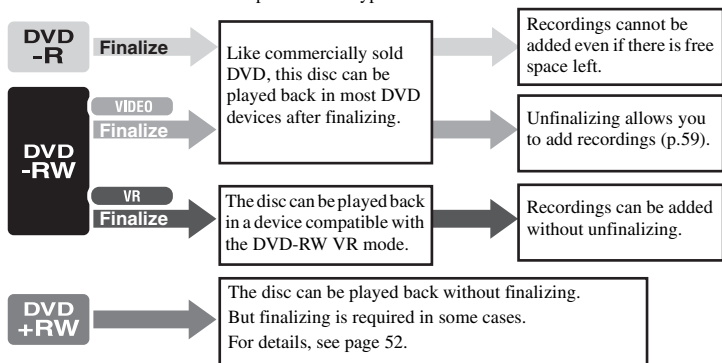 DVD
-R
Finalize
Like commercially sold
DVD, this disc can be
played back in most DVD
devices after finalizing.
Recordings cannot be
added even if there is free
space left.
DVD
-RW
VIDEO
Finalize
Unfinalizing allows you
to add recordings (p.59).
VR
Finalize
The disc can be played back
in a device compatible with
the DVD-RW VR mode.
Recordings can be added
without unfinalizing.
DVD
+RW
The disc can be played back without finalizing.
But finalizing is required in some cases.
For details, see page 52.